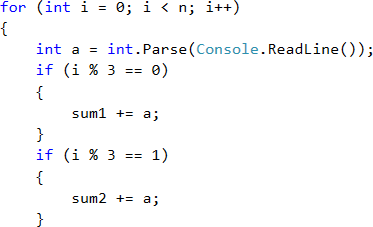 for (int i = 0; i < n; i++)
{
    int a = int.Parse(Console.ReadLine());
    if (i % 3 == 0)
    {
        sum1 += a;
    }
    if (i % 3 == 1)
    {
        sum2 += a;
    }